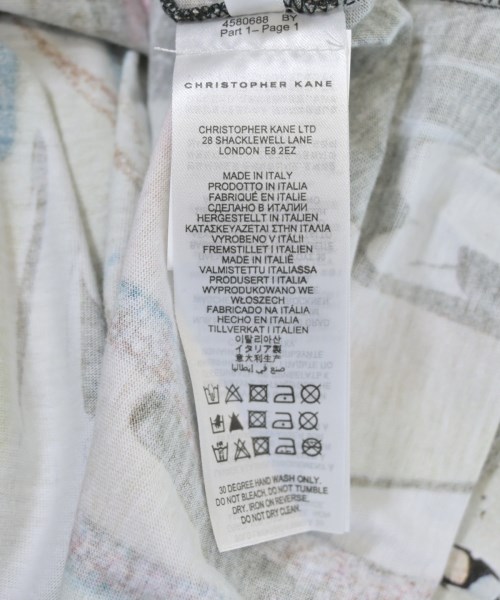 4580688 BY
Part 1- Page 1
CHRISTOPHER KANE
CHRISTOPHER KANE LTD
28 SHACKLEWELL LANE
LONDON E8 2EZ
MADE IN ITALY
PRODOTTO IN ITALIA
FABRIQUÉ EN ITALIE
СДЕЛАНО В ИТАЛИИ
HERGESTELLT IN ITALIEN
ΚΑΤΑΣΚΕΥΑΖΕΤΑΙ ΣΤΗΝ ΙΤΑΛΙΑ
VYROBENO V ITÁLII
FREMSTILLET I ITALIEN
MADE IN ITALIË
VALMISTETTU ITALIASSA
PRODUSERT I ITALIA
WYPRODUKOWANO WE
WŁOSZECH
FABRICADO NA ITÁLIA
HECHO EN ITALIA
TILLVERKAT I ITALIEN
이탈리아산
イタリア製
意大利生产
صنع في إيطاليا
30 DEGREE HAND WASH ONLY.
DO NOT BLEACH. DO NOT TUMBLE
DRY. IRON ON REVERSE.
DO NOT DRY CLEAN.